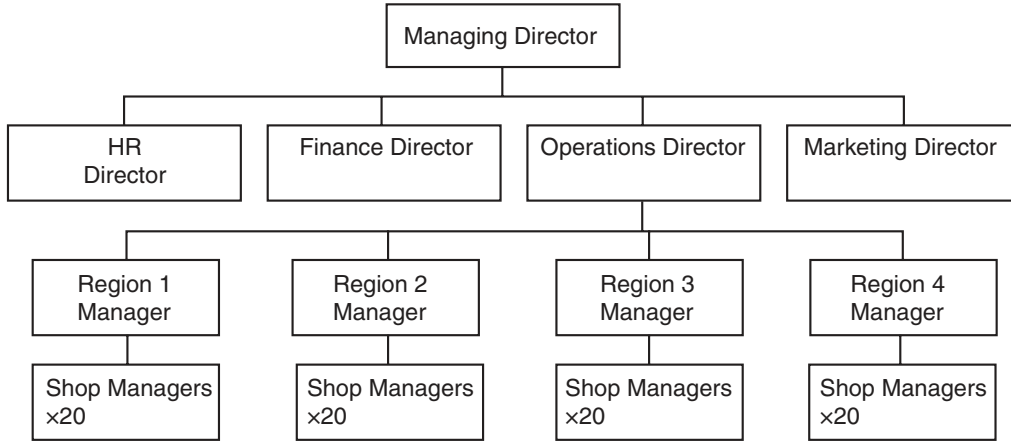 Managing Director
HR
Director
Finance Director
Operations Director
Marketing Director
Region 1
Manager
Region 2
Manager
Region 3
Manager
Region 4
Manager
Shop Managers
×20
Shop Managers
×20
Shop Managers
×20
Shop Managers
×20